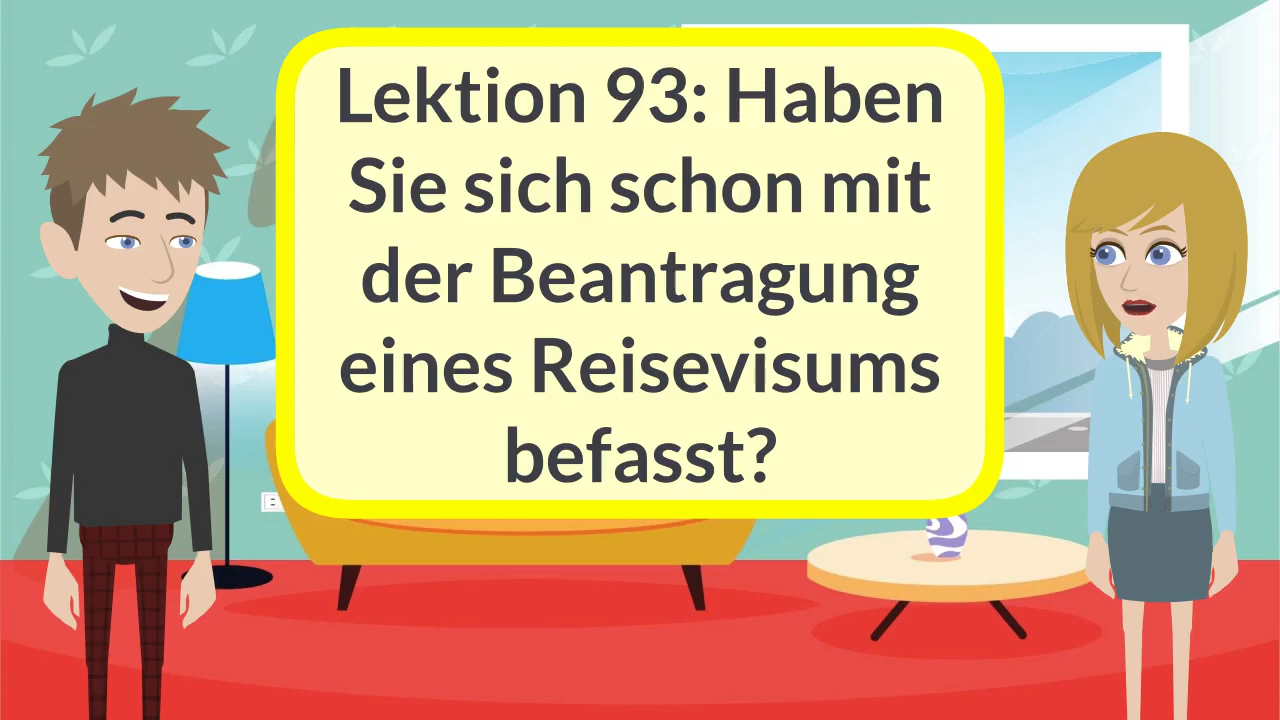 Lektion 93: Haben
Sie sich schon mit
der Beantragung
eines Reisevisums
befasst?